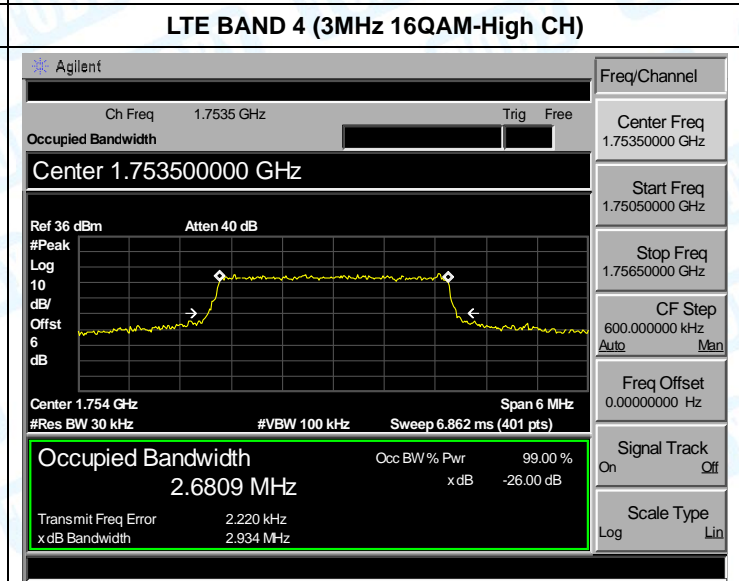 LTE BAND 4 (3MHz 16QAM-High CH)
Agilent
Freq/Channel
Ch Freq 1.7535 GHz Trig Free
Occupied Bandwidth
Center 1.753500000 GHz
Ref 36 dBm Atten 40 dB
#Peak
Log
10
dB/
Offst
6
dB
Center 1.754 GHz Span 6 MHz
#Res BW 30 kHz #VBW 100 kHz Sweep 6.862 ms (401 pts)
Occupied Bandwidth
2.6809 MHz
Occ BW % Pwr 99.00 %
x dB -26.00 dB
Transmit Freq Error 2.220 kHz
x dB Bandwidth 2.934 MHz
Center Freq
1.75350000 GHz
Start Freq
1.75050000 GHz
Stop Freq
1.75650000 GHz
CF Step
600.000000 kHz
Auto Man
Freq Offset
0.00000000 Hz
Signal Track
On Off
Scale Type
Log Lin